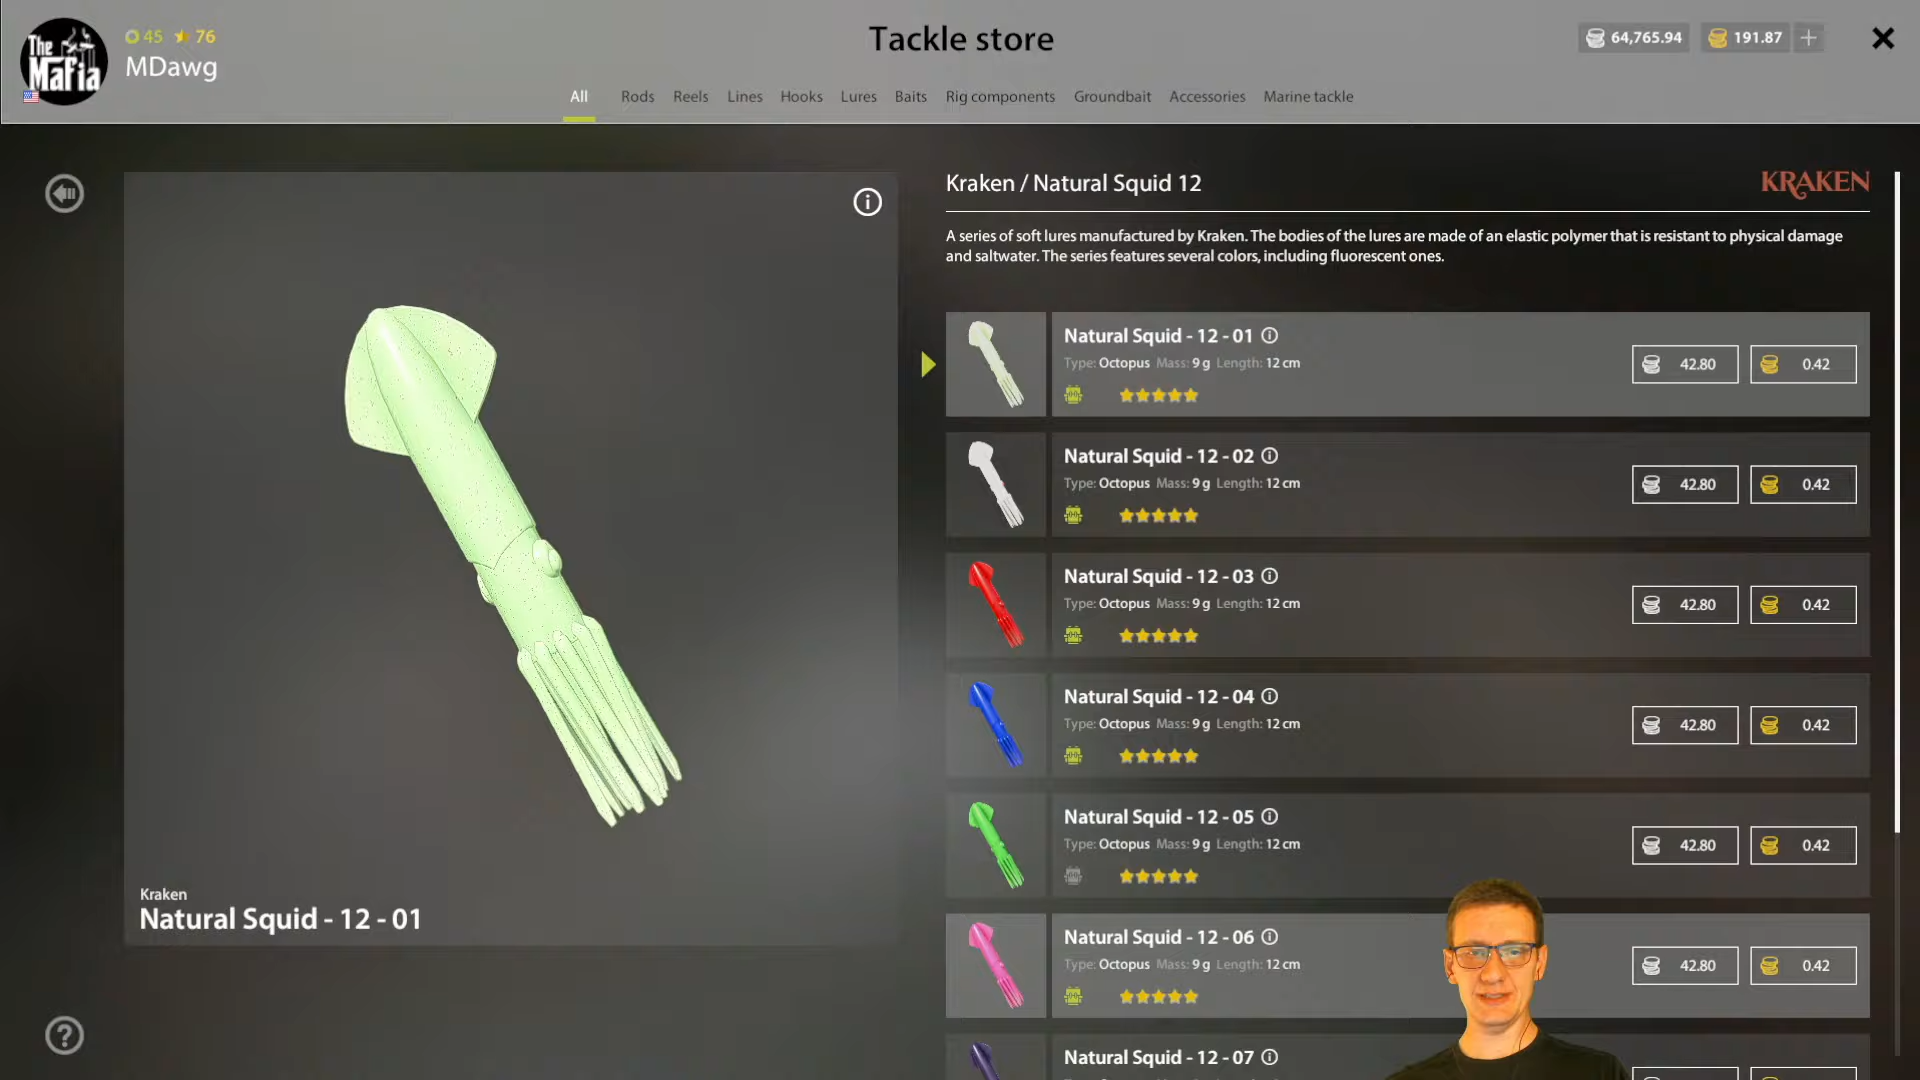 The Mafia
45 76
MDawg
Tackle store
64,765.94 191.87
All Rods Reels Lines Hooks Lures Baits Rig components Groundbait Accessories Marine tackle
Kraken / Natural Squid 12
KRAKEN
A series of soft lures manufactured by Kraken. The bodies of the lures are made of an elastic polymer that is resistant to physical damage
and saltwater. The series features several colors, including fluorescent ones.
Natural Squid - 12 - 01
Type: Octopus Mass: 9 g Length: 12 cm
42.80 0.42
Natural Squid - 12 - 02
Type: Octopus Mass: 9 g Length: 12 cm
42.80 0.42
Natural Squid - 12 - 03
Type: Octopus Mass: 9 g Length: 12 cm
42.80 0.42
Natural Squid - 12 - 04
Type: Octopus Mass: 9 g Length: 12 cm
42.80 0.42
Natural Squid - 12 - 05
Type: Octopus Mass: 9 g Length: 12 cm
42.80 0.42
Natural Squid - 12 - 06
Type: Octopus Mass: 9 g Length: 12 cm
42.80 0.42
Natural Squid - 12 - 07
Kraken
Natural Squid - 12 - 01